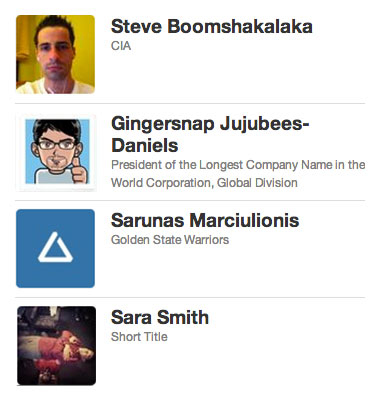 Steve Boomshakalaka
CIA
Gingersnap Jujubees-
Daniels
President of the Longest Company Name in the
World Corporation, Global Division
Sarunas Marciulionis
Golden State Warriors
Sara Smith
Short Title